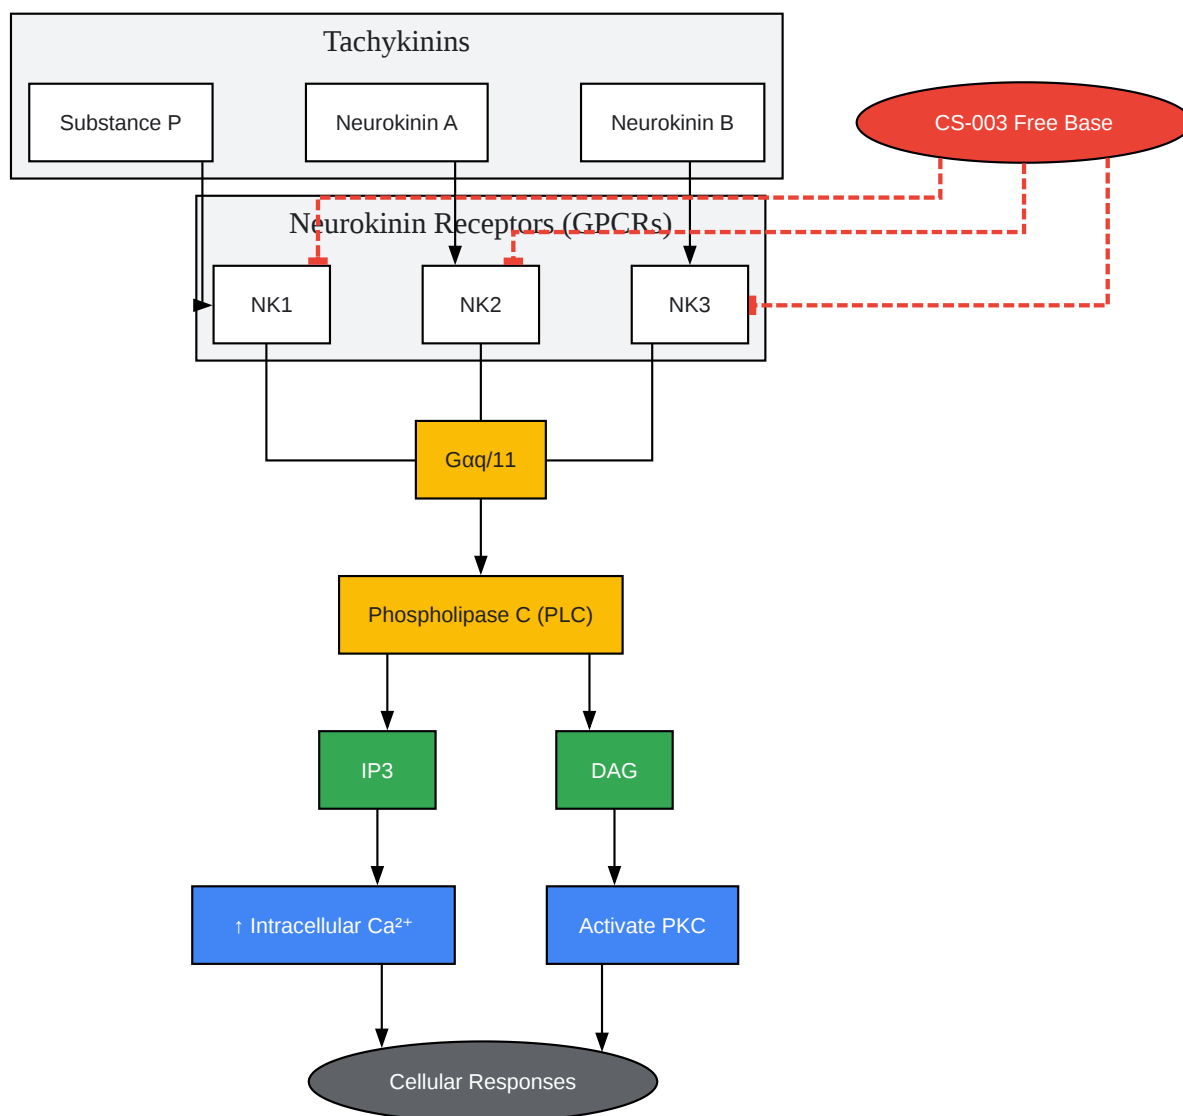 Tachykinins
Substance P
Neurokinin A
Neurokinin B
CS-003 Free Base
Neurokinin Receptors (GPCRs)
NK1
NK2
NK3
Gαq/11
Phospholipase C (PLC)
IP3
DAG
↑ Intracellular Ca²⁺
Activate PKC
Cellular Responses